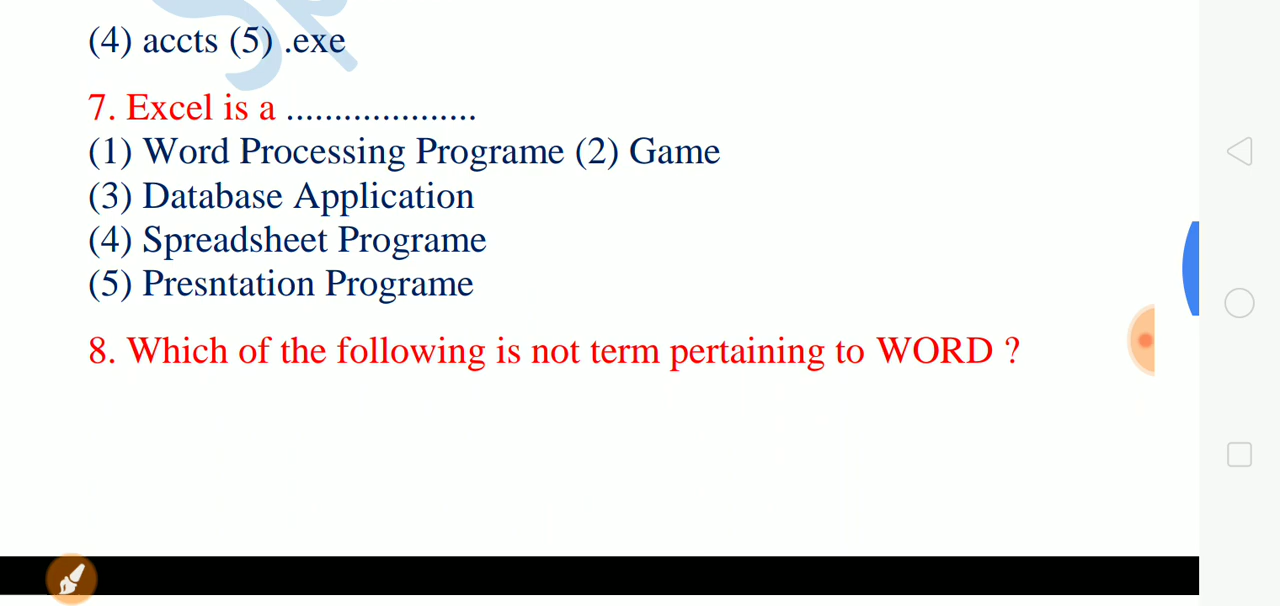 (4) accts (5) .exe
7. Excel is a ....................
(1) Word Processing Programe (2) Game
(3) Database Application
(4) Spreadsheet Programe
(5) Presntation Programe
8. Which of the following is not term pertaining to WORD ?